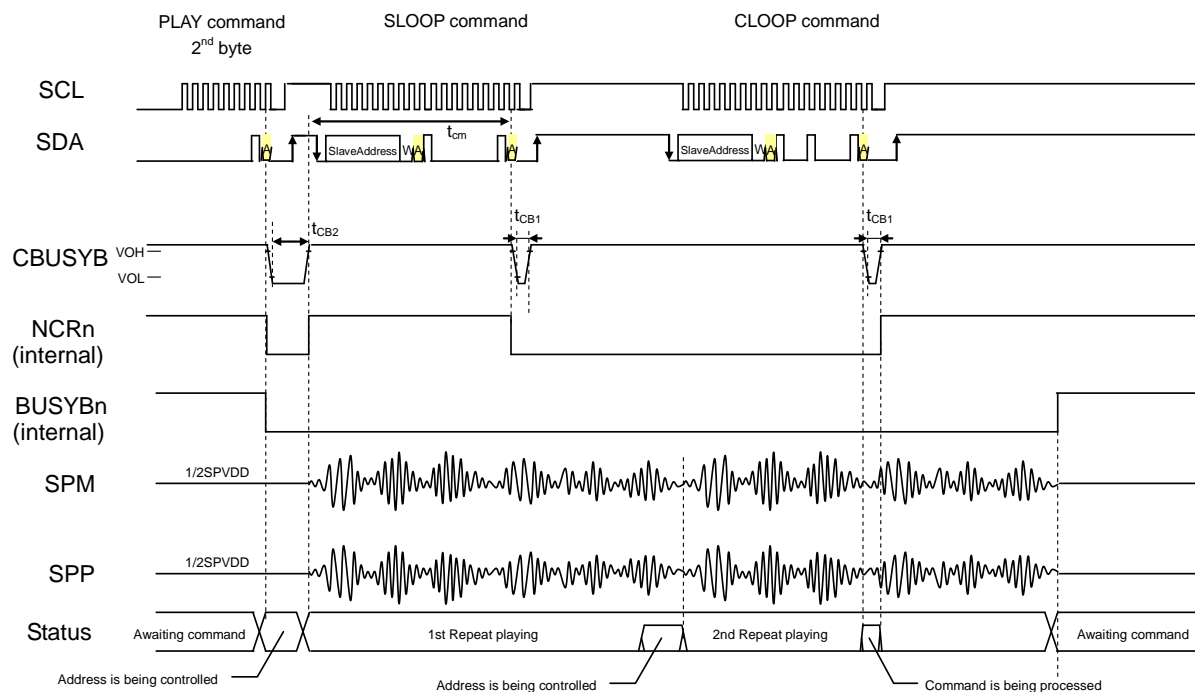 PLAY command SLOOP command CLOOP command
2nd byte
SCL
tcm
SDA
SlaveAddress W A A SlaveAddress W A A
A
tCB2 tCB1 tCB1
VOH
CBUSYB
VOL
NCRn
(internal)
BUSYBn
(internal)
1/2SPVDD
SPM
1/2SPVDD
SPP
Status
Awaiting command 1st Repeat playing 2nd Repeat playing Awaiting command
Address is being controlled Address is being controlled Command is being processed